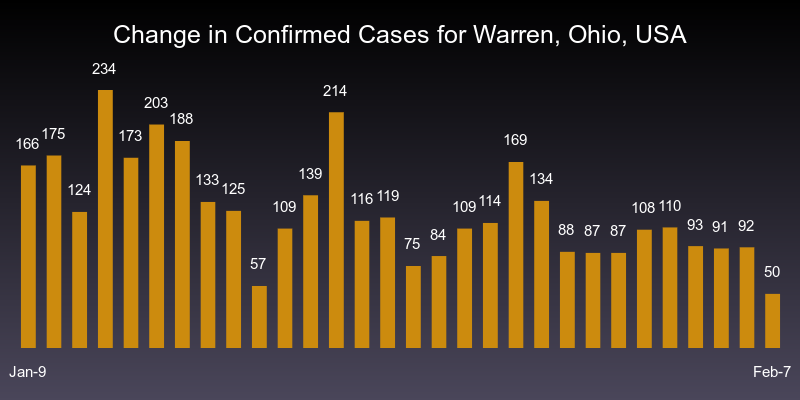 Change in Confirmed Cases for Warren, Ohio, USA
166 175 124 234 173 203 188 133 125 57 109 139 214 116 119 75 84 109 114 169 134 88 87 87 108 110 93 91 92 50
Jan-9 Feb-7